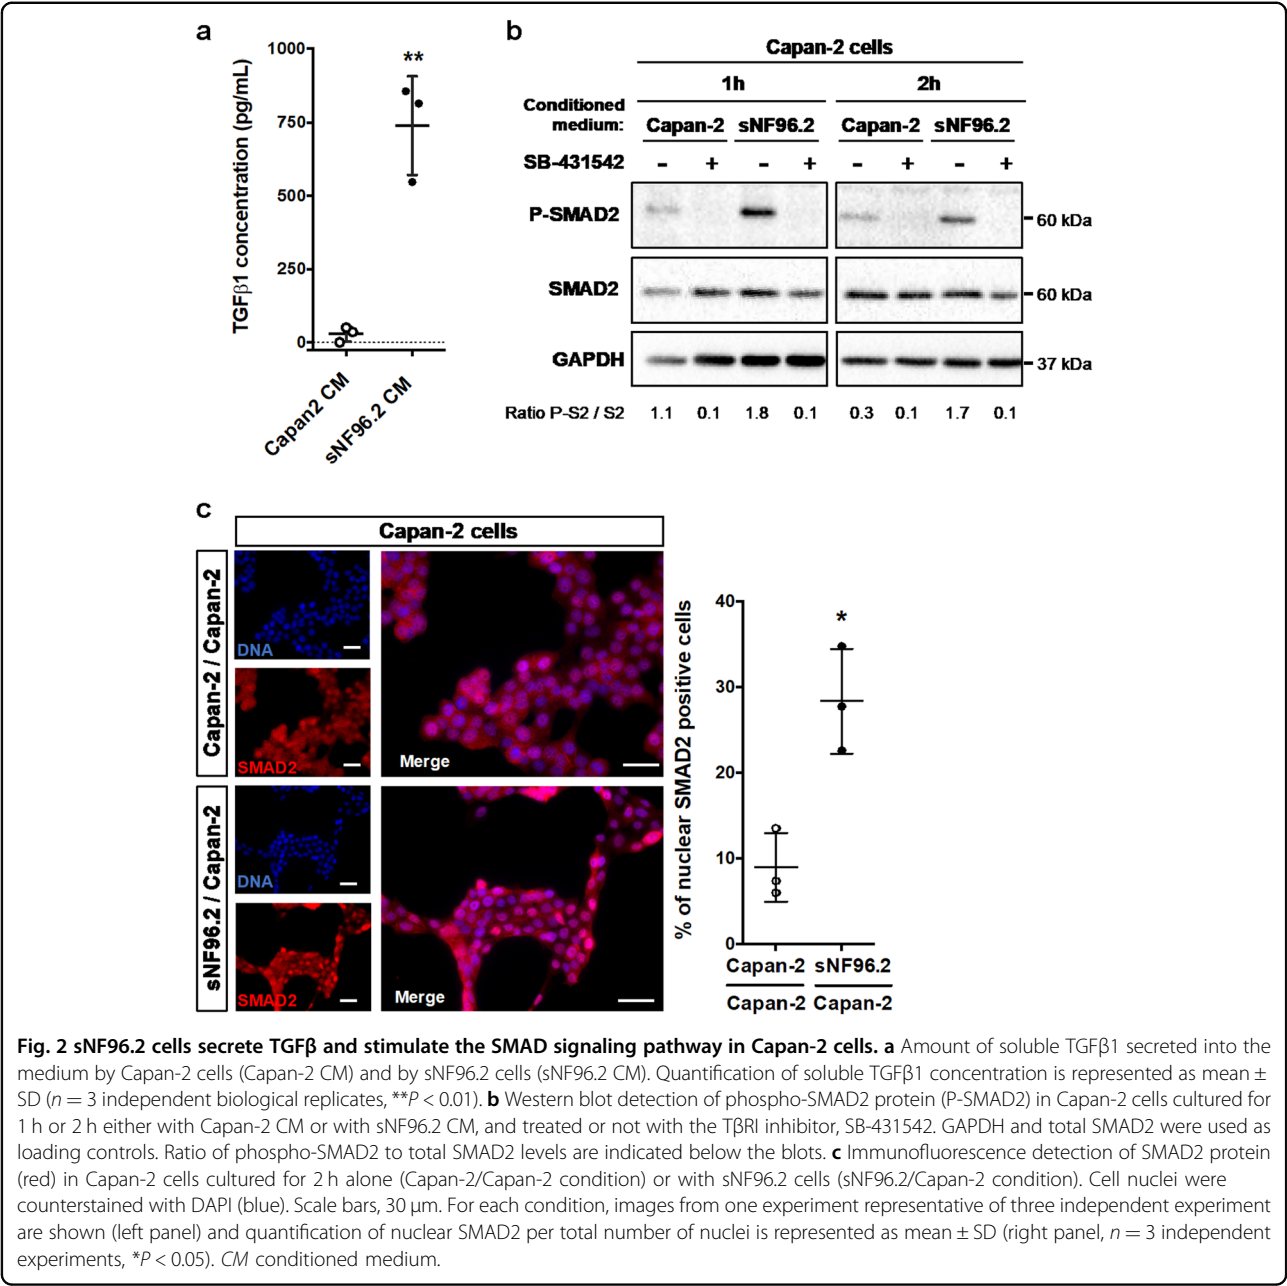 a
1000
750
500
250
0
TGFβ1 concentration (pg/mL)
**
Capan2 CM
sNF96.2 CM
b
Capan-2 cells
1h 2h
Conditioned
medium: Capan-2 sNF96.2 Capan-2 sNF96.2
SB-431542 - + - + - + - +
P-SMAD2 60 kDa
SMAD2 60 kDa
GAPDH 37 kDa
Ratio P-S2 / S2 1.1 0.1 1.8 0.1 0.3 0.1 1.7 0.1
c
Capan-2 cells
Capan-2 / Capan-2
DNA
SMAD2
Merge
sNF96.2 / Capan-2
DNA
SMAD2
Merge
% of nuclear SMAD2 positive cells
40
30
20
10
0
*
Capan-2 sNF96.2
Capan-2 Capan-2
Fig. 2 sNF96.2 cells secrete TGFβ and stimulate the SMAD signaling pathway in Capan-2 cells. a Amount of soluble TGFβ1 secreted into the
medium by Capan-2 cells (Capan-2 CM) and by sNF96.2 cells (sNF96.2 CM). Quantification of soluble TGFβ1 concentration is represented as mean ±
SD (n = 3 independent biological replicates, **P < 0.01). b Western blot detection of phospho-SMAD2 protein (P-SMAD2) in Capan-2 cells cultured for
1 h or 2 h either with Capan-2 CM or with sNF96.2 CM, and treated or not with the TβRI inhibitor, SB-431542. GAPDH and total SMAD2 were used as
loading controls. Ratio of phospho-SMAD2 to total SMAD2 levels are indicated below the blots. c Immunofluorescence detection of SMAD2 protein
(red) in Capan-2 cells cultured for 2 h alone (Capan-2/Capan-2 condition) or with sNF96.2 cells (sNF96.2/Capan-2 condition). Cell nuclei were
counterstained with DAPI (blue). Scale bars, 30 μm. For each condition, images from one experiment representative of three independent experiment
are shown (left panel) and quantification of nuclear SMAD2 per total number of nuclei is represented as mean ± SD (right panel, n = 3 independent
experiments, *P < 0.05). CM conditioned medium.